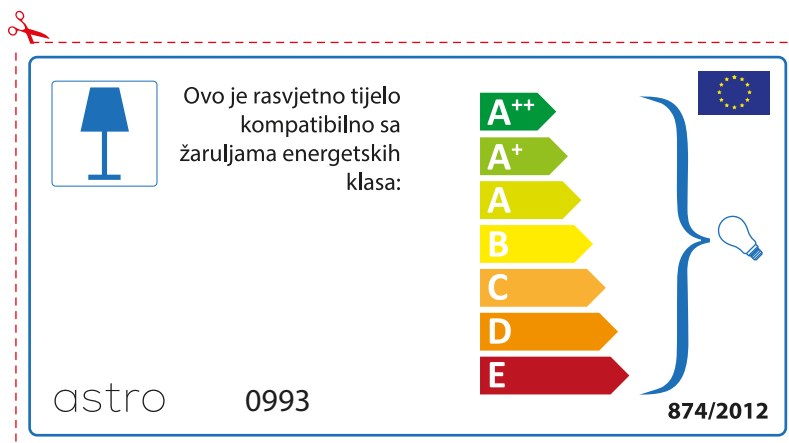 Ovo je rasvjetno tijelo
kompatibilno sa
žaruljama energetskih
klasa:
A++
A+
A
B
C
D
E
astro
0993
874/2012